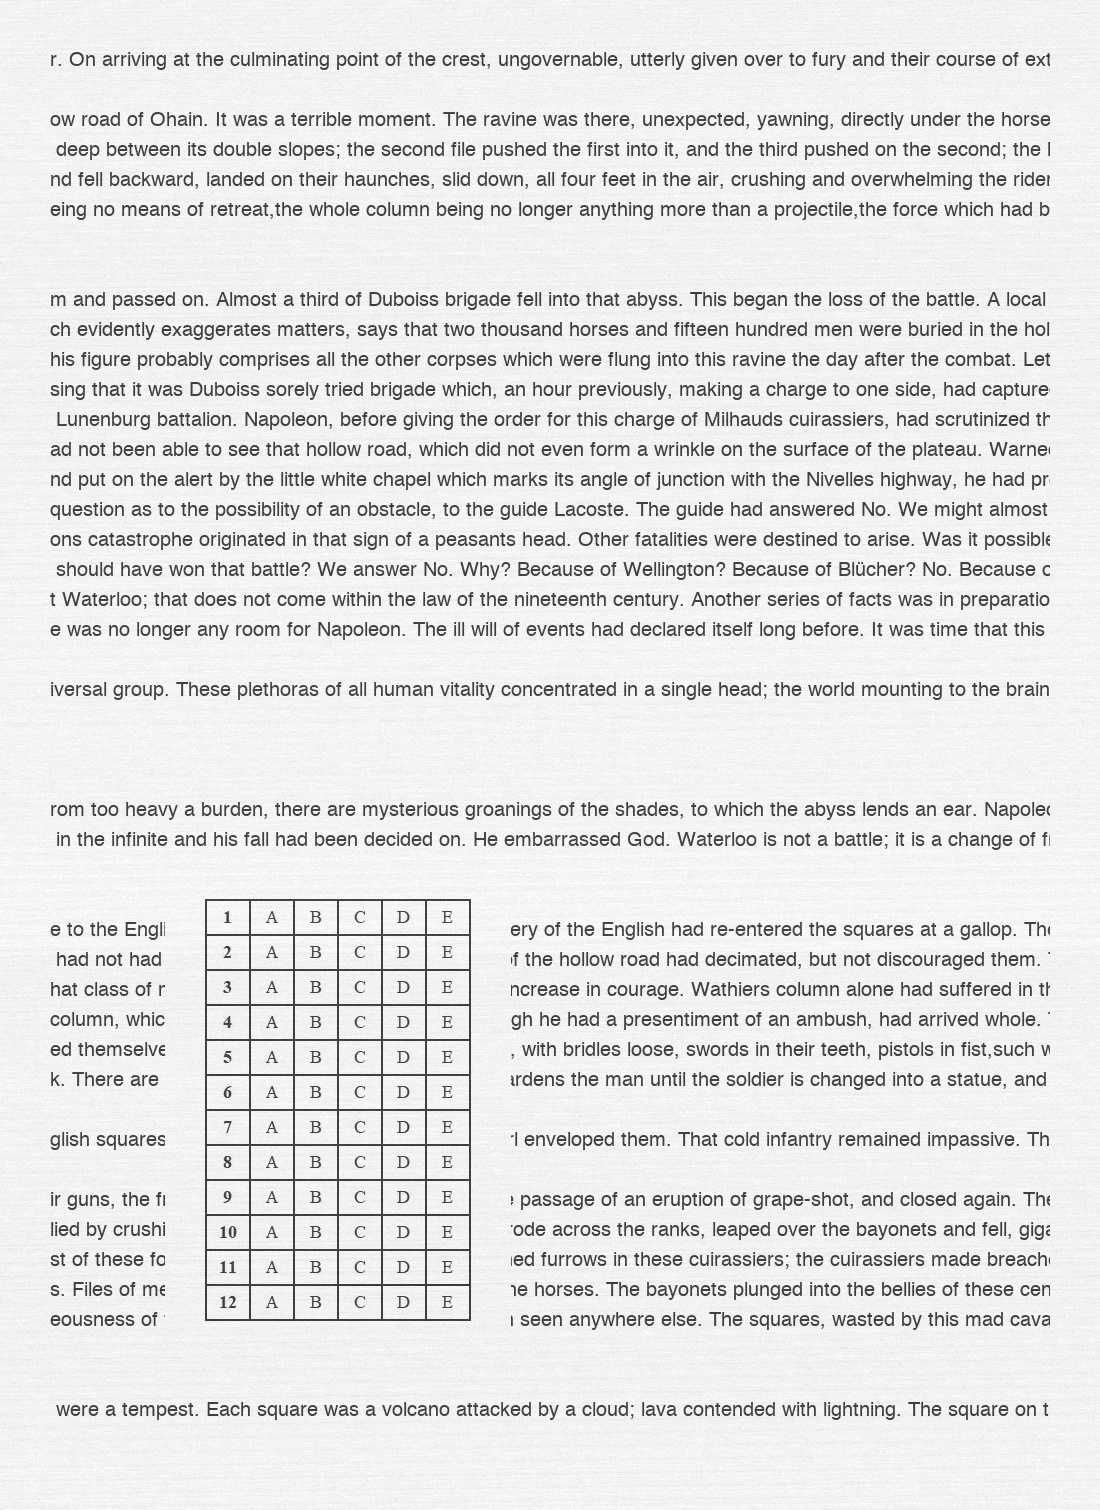 r. On arriving at the culminating point of the crest, ungovernable, utterly given over to fury and their course of ext
ow road of Ohain. It was a terrible moment. The ravine was there, unexpected, yawning, directly under the horse
deep between its double slopes; the second file pushed the first into it, and the third pushed on the second; the
nd fell backward, landed on their haunches, slid down, all four feet in the air, crushing and overwhelming the rider
eing no means of retreat,the whole column being no longer anything more than a projectile,the force which had b
m and passed on. Almost a third of Duboiss brigade fell into that abyss. This began the loss of the battle. A local
ch evidently exaggerates matters, says that two thousand horses and fifteen hundred men were buried in the hol
his figure probably comprises all the other corpses which were flung into this ravine the day after the combat. Let
sing that it was Duboiss sorely tried brigade which, an hour previously, making a charge to one side, had capture
Lunenburg battalion. Napoleon, before giving the order for this charge of Milhauds cuirassiers, had scrutinized th
ad not been able to see that hollow road, which did not even form a wrinkle on the surface of the plateau. Warne
nd put on the alert by the little white chapel which marks its angle of junction with the Nivelles highway, he had pr
question as to the possibility of an obstacle, to the guide Lacoste. The guide had answered No. We might almost
ons catastrophe originated in that sign of a peasants head. Other fatalities were destined to arise. Was it possible
should have won that battle? We answer No. Why? Because of Wellington? Because of Blücher? No. Because
t Waterloo; that does not come within the law of the nineteenth century. Another series of facts was in preparatio
e was no longer any room for Napoleon. The ill will of events had declared itself long before. It was time that this
iversal group. These plethoras of all human vitality concentrated in a single head; the world mounting to the brain
rom too heavy a burden, there are mysterious groanings of the shades, to which the abyss lends an ear. Napoleo
in the infinite and his fall had been decided on. He embarrassed God. Waterloo is not a battle; it is a change of f
e to the Engli
had not had
hat class of
column, whic
ed themselve
k. There are
glish squares
ir guns, the f
lied by crushi
st of these fo
s. Files of me
eousness of
1 A B C D E
2 A B C D E
3 A B C D E
4 A B C D E
5 A B C D E
6 A B C D E
7 A B C D E
8 A B C D E
9 A B C D E
10 A B C D E
11 A B C D E
12 A B C D E
ery of the English had re-entered the squares at a gallop. The
of the hollow road had decimated, but not discouraged them.
ncrease in courage. Wathiers column alone had suffered in th
gh he had a presentiment of an ambush, had arrived whole.
, with bridles loose, swords in their teeth, pistols in fist,such w
ardens the man until the soldier is changed into a statue, and
rl enveloped them. That cold infantry remained impassive. Th
e passage of an eruption of grape-shot, and closed again. The
rode across the ranks, leaped over the bayonets and fell, giga
ned furrows in these cuirassiers; the cuirassiers made breache
he horses. The bayonets plunged into the bellies of these cen
n seen anywhere else. The squares, wasted by this mad cava
were a tempest. Each square was a volcano attacked by a cloud; lava contended with lightning. The square on t